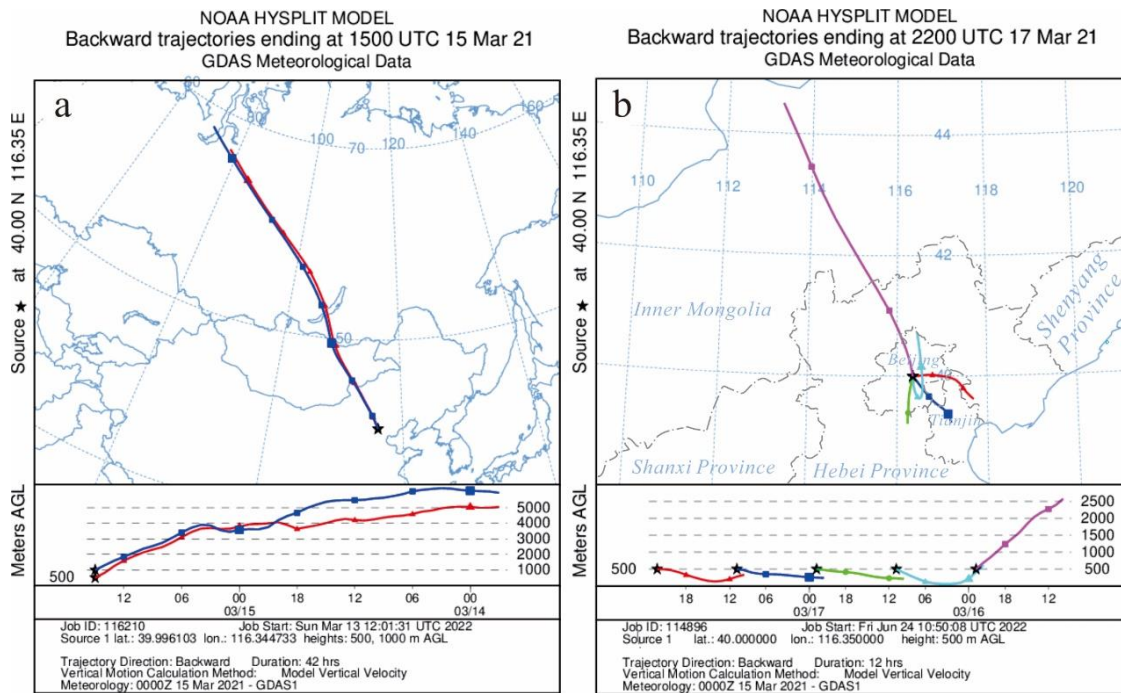 NOAA HYSPLIT MODEL
Backward trajectories ending at 1500 UTC 15 Mar 21
GDAS Meteorological Data
a
Source ★ at 40.00 N 116.35 E
60
80
100
70
120
140
160
50
Meters AGL
500
5000
4000
3000
2000
1000
12 06 00 18 12 06 00
03/15 03/14
Job ID: 116210 Job Start: Sun Mar 13 12:01:31 UTC 2022
Source 1 lat.: 39.996103 lon.: 116.344733 heights: 500, 1000 m AGL
Trajectory Direction: Backward Duration: 42 hrs
Vertical Motion Calculation Method: Model Vertical Velocity
Meteorology: 0000Z 15 Mar 2021 - GDAS1
NOAA HYSPLIT MODEL
Backward trajectories ending at 2200 UTC 17 Mar 21
GDAS Meteorological Data
b
Source ★ at 40.00 N 116.35 E
44
110 112 114 116 118 120
42
Inner Mongolia
Shenyang
Province
Beijing
40
Tianjin
Shanxi Province
Hebei Province
Meters AGL
500
2500
2000
1500
1000
500
18 12 06 00 18 12 06 00 18 12
03/17 03/16
Job ID: 114896 Job Start: Fri Jun 24 10:50:08 UTC 2022
Source 1 lat.: 40.000000 lon.: 116.350000 height: 500 m AGL
Trajectory Direction: Backward Duration: 12 hrs
Vertical Motion Calculation Method: Model Vertical Velocity
Meteorology: 0000Z 15 Mar 2021 - GDAS1